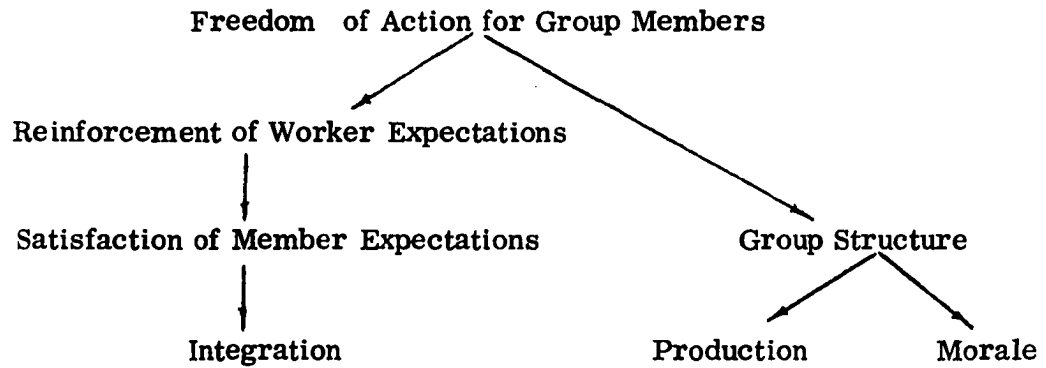 Freedom of Action for Group Members
Reinforcement of Worker Expectations
Satisfaction of Member Expectations
Group Structure
Integration
Production
Morale